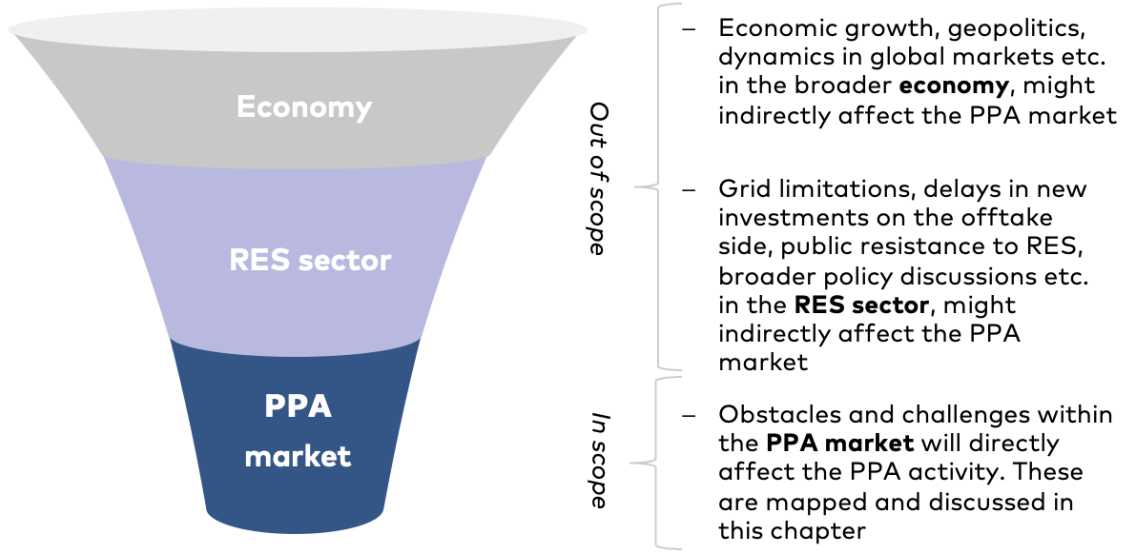 Economy
RES sector
PPA
market
Out of scope
In scope
– Economic growth, geopolitics,
dynamics in global markets etc.
in the broader economy, might
indirectly affect the PPA market
– Grid limitations, delays in new
investments on the offtake
side, public resistance to RES,
broader policy discussions etc.
in the RES sector, might
indirectly affect the PPA
market
– Obstacles and challenges within
the PPA market will directly
affect the PPA activity. These
are mapped and discussed in
this chapter